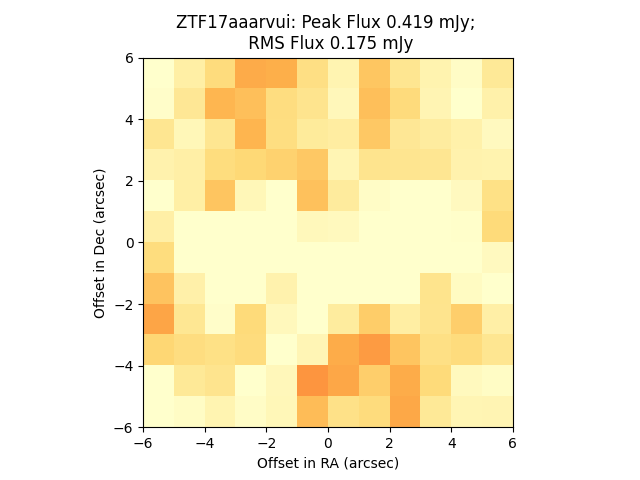 ZTF17aaarvui: Peak Flux 0.419 mJy;
RMS Flux 0.175 mJy
6
4
2
0
−2
−4
−6
Offset in Dec (arcsec)
−6 −4 −2 0 2 4 6
Offset in RA (arcsec)